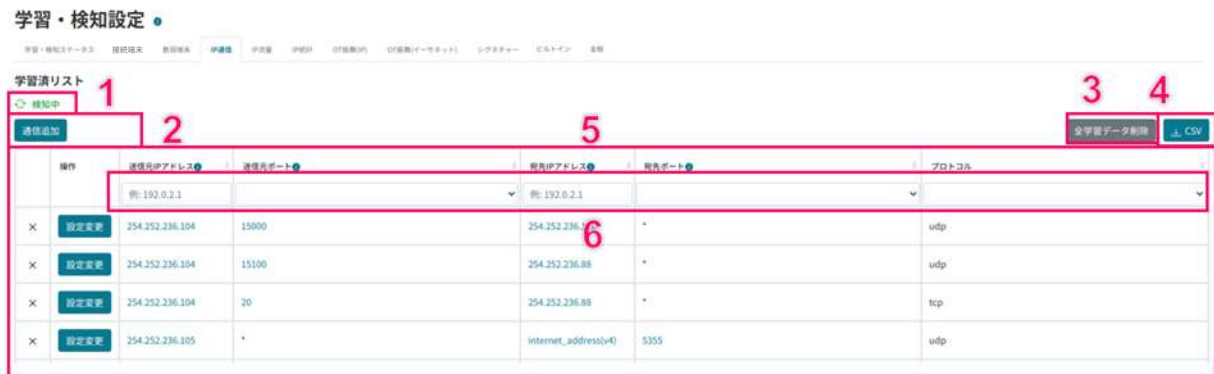 学習・検知設定
学習・検知ステータス 接続端末 IP通信 IP流量 IP統計 OT振舞(IP) OT振舞(イーサネット) シグネチャー ビルトイン
学習済リスト
検知中
1
通信追加
2
3
全学習データ削除
4
CSV
5
操作 送信元IPアドレス 送信元ポート 宛先IPアドレス 宛先ポート プロトコル
例: 192.0.2.1 例: 192.0.2.1
6
× 設定変更 254.252.236.104 15000 254.252.236. * udp
× 設定変更 254.252.236.104 15100 254.252.236.88 * udp
× 設定変更 254.252.236.104 20 254.252.236.88 * tcp
× 設定変更 254.252.236.105 * internet_address(v4) 5355 udp